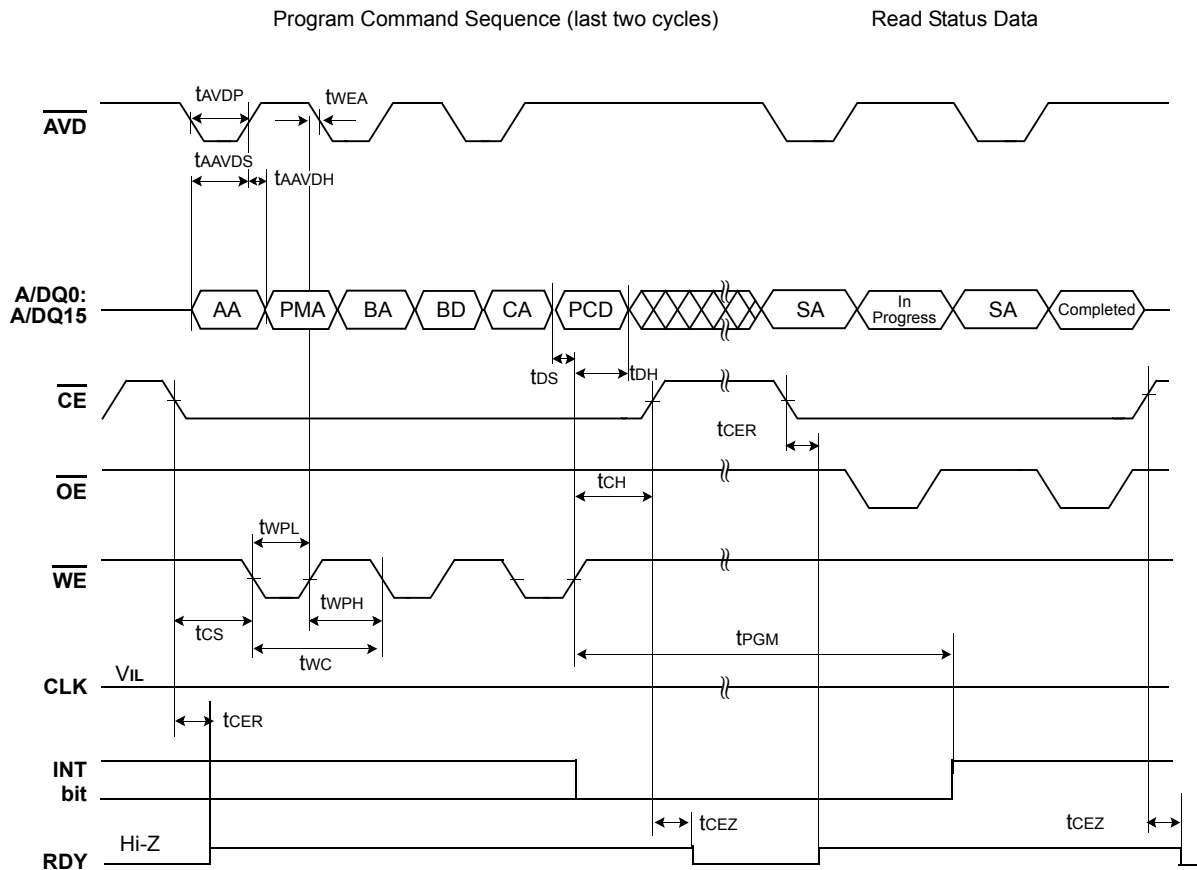 Program Command Sequence (last two cycles) Read Status Data
tAVDP tWEA
AVD
tAAVDS
tAAVDH
A/DQ0:
A/DQ15
AA PMA BA BD CA PCD SA In Progress SA Completed
tDS tDH
CE
tCER
OE
tCH
tWPL
WE
tWPH
tCS
tWC
tPGM
CLK VIL
tCER
INT
bit
tCEZ tCEZ
RDY Hi-Z